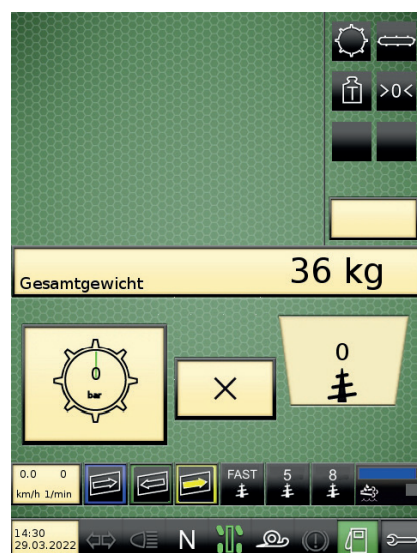 T
>0<
Gesamtgewicht 36 kg
0
bar
0
0.0 0
km/h 1/min
FAST 5 8
14:30
29.03.2022
N